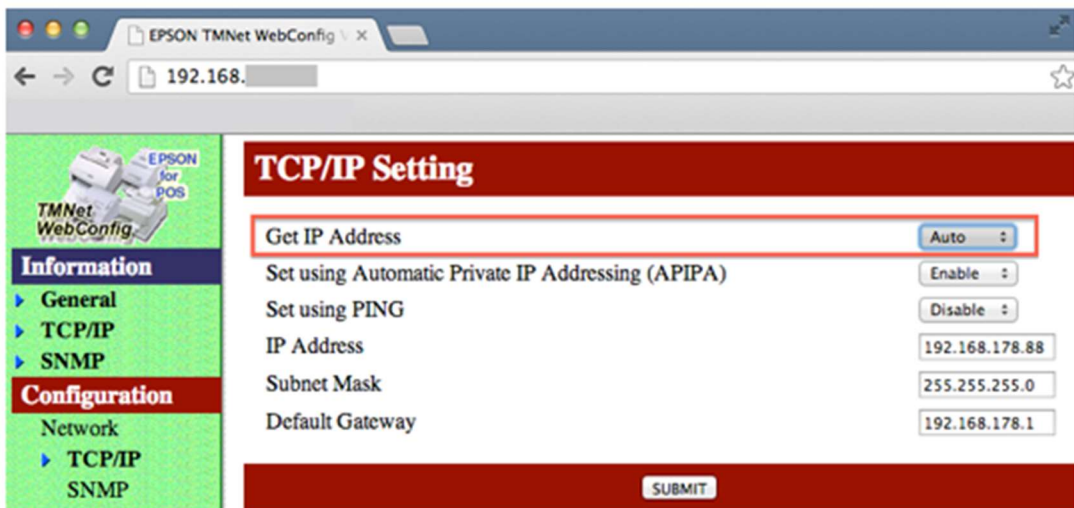 EPSON TMNet WebConfig V
192.168.
EPSON
for
POS
TMNet
WebConfig
Information
General
TCP/IP
SNMP
Configuration
Network
TCP/IP
SNMP
TCP/IP Setting
Get IP Address Auto
Set using Automatic Private IP Addressing (APIPA) Enable
Set using PING Disable
IP Address 192.168.178.88
Subnet Mask 255.255.255.0
Default Gateway 192.168.178.1
SUBMIT